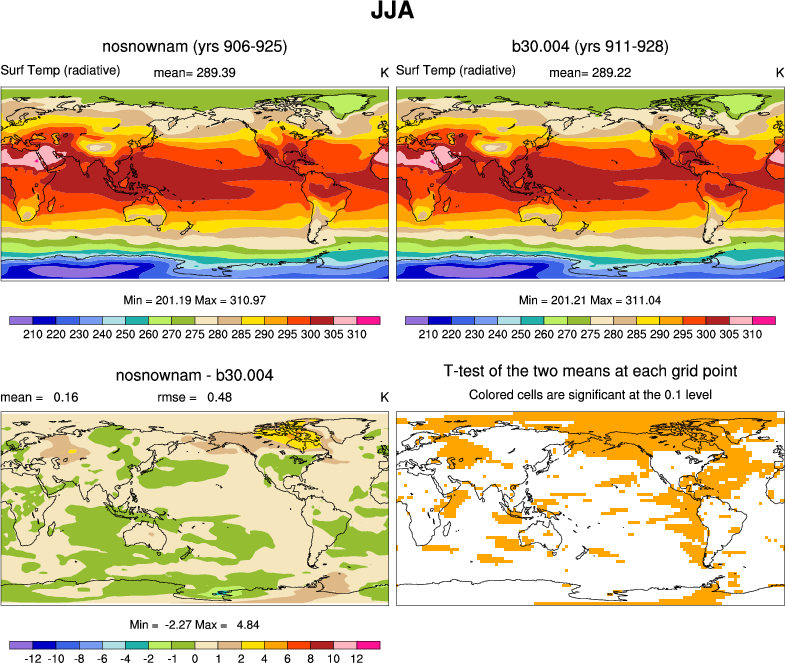 JJA
nosnownam (yrs 906-925)
b30.004 (yrs 911-928)
Surf Temp (radiative) mean= 289.39 K
Surf Temp (radiative) mean= 289.22 K
Min = 201.19 Max = 310.97
Min = 201.21 Max = 311.04
210 220 230 240 250 260 270 275 280 285 290 295 300 305 310
210 220 230 240 250 260 270 275 280 285 290 295 300 305 310
nosnownam - b30.004
mean = 0.16 rmse = 0.48 K
T-test of the two means at each grid point
Colored cells are significant at the 0.1 level
Min = -2.27 Max = 4.84
-12 -10 -8 -6 -4 -2 -1 0 1 2 4 6 8 10 12